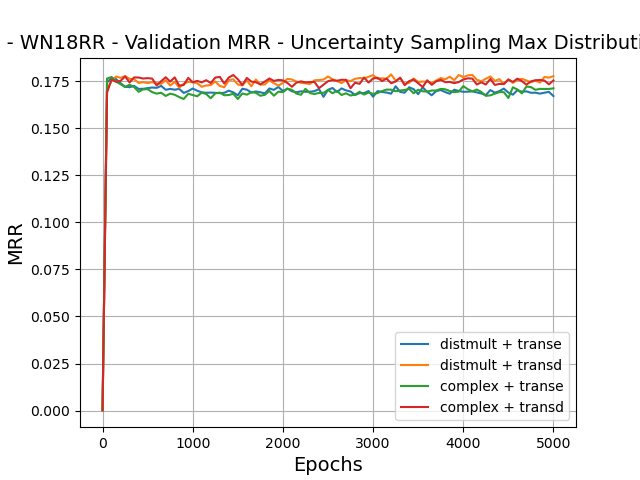 - WN18RR - Validation MRR - Uncertainty Sampling Max Distributi
0.175
0.150
0.125
0.100
0.075
0.050
0.025
0.000
MRR
distmult + transe
distmult + transd
complex + transe
complex + transd
0 1000 2000 3000 4000 5000
Epochs